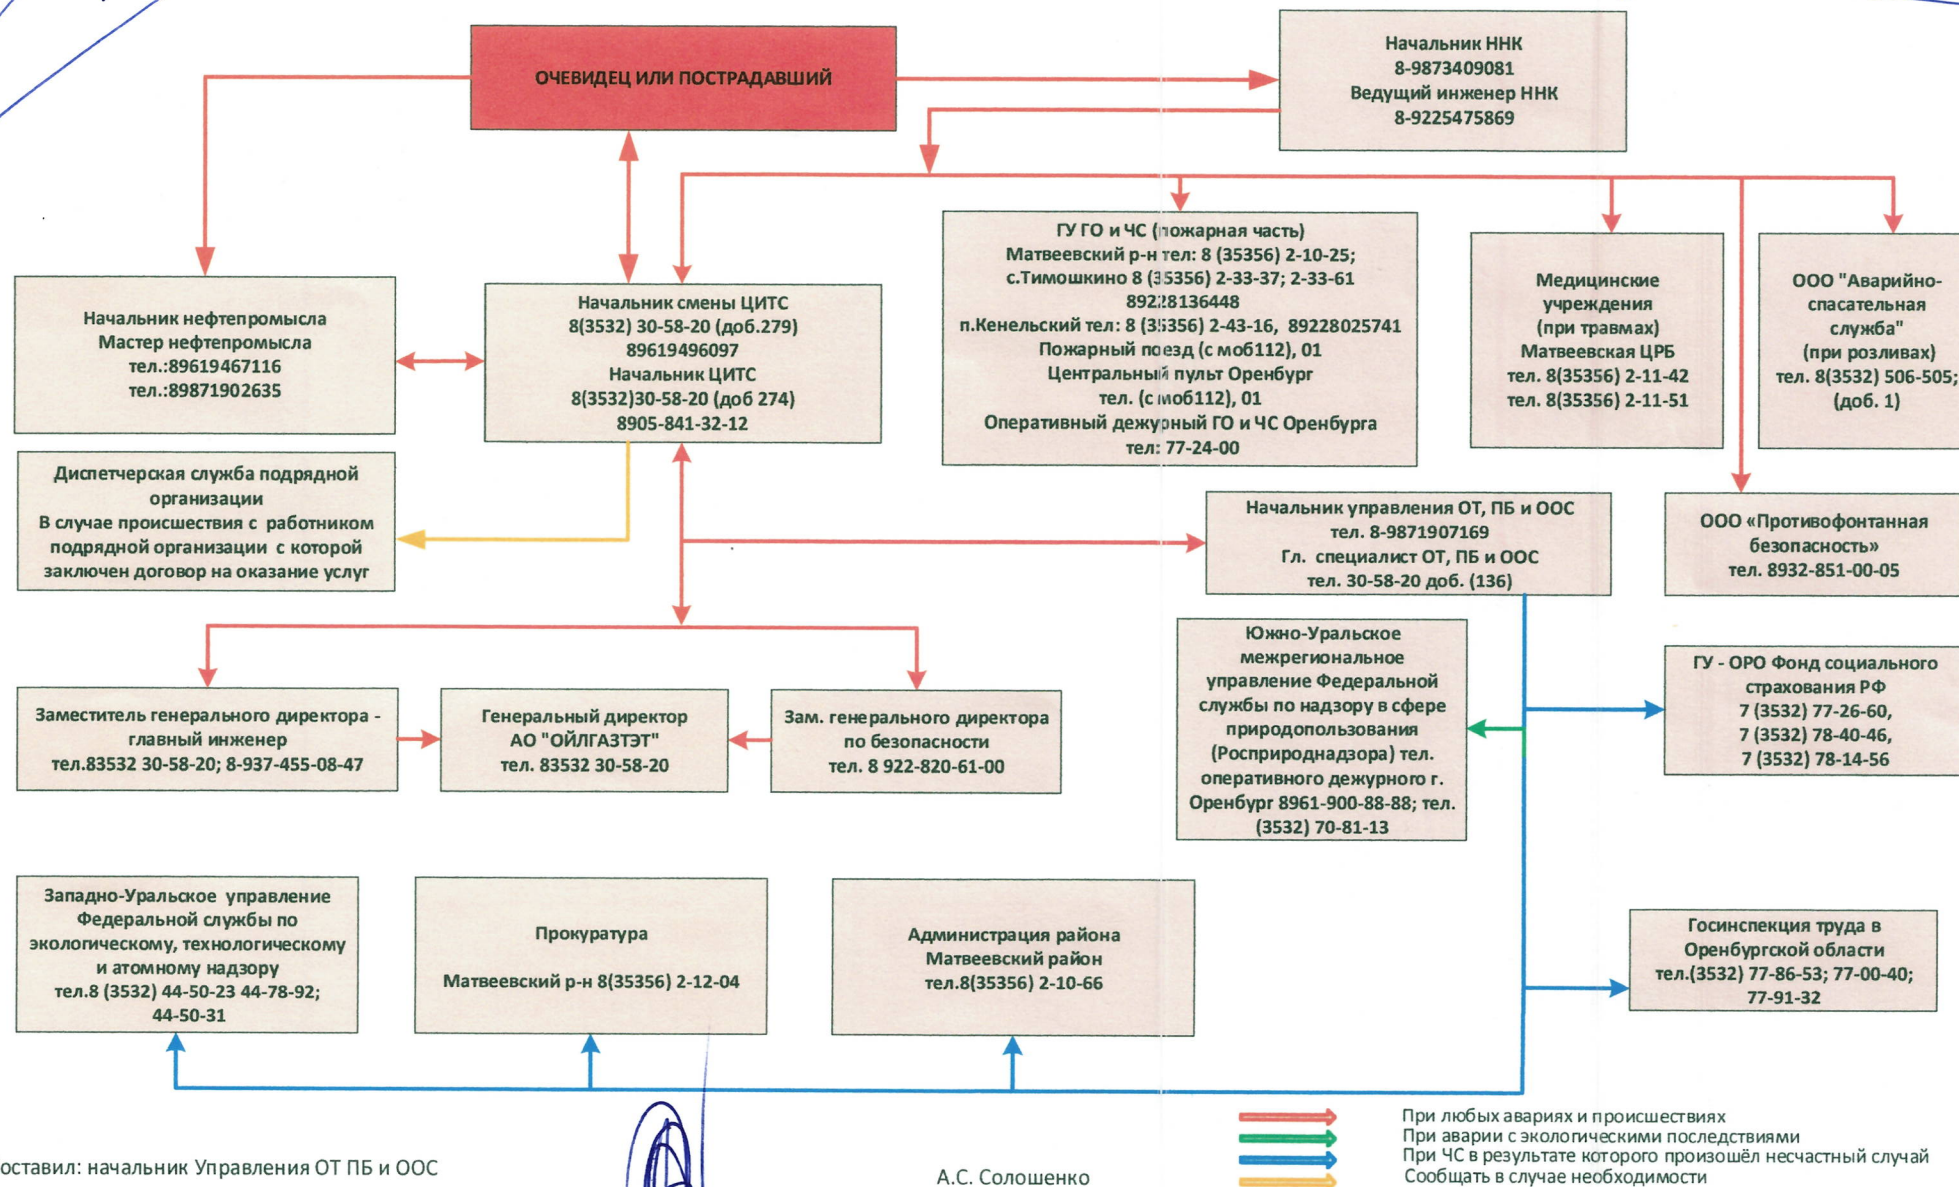 ОЧЕВИДЕЦ ИЛИ ПОСТРАДАВШИЙ
Начальник ННК
8-9873409081
Ведущий инженер ННК
8-9225475869
Начальник нефтепромысла
Мастер нефтепромысла
тел.:89619467116
тел.:89871902635
Начальник смены ЦИТС
8(3532) 30-58-20 (доб.279)
89619496097
Начальник ЦИТС
8(3532)30-58-20 (доб 274)
8905-841-32-12
ГУ ГО и ЧС (пожарная часть)
Матвеевский р-н тел: 8 (35356) 2-10-25;
с.Тимошкино 8 (35356) 2-33-37; 2-33-61
89228136448
п.Кенельский тел: 8 (35356) 2-43-16, 89228025741
Пожарный поезд (с моб112), 01
Центральный пульт Оренбург
тел. (с моб112), 01
Оперативный дежурный ГО и ЧС Оренбурга
тел: 77-24-00
Медицинские
учреждения
(при травмах)
Матвеевская ЦРБ
тел. 8(35356) 2-11-42
тел. 8(35356) 2-11-51
ООО "Аварийно-
спасательная
служба"
(при розливах)
тел. 8(3532) 506-505;
(доб. 1)
Диспетчерская служба подрядной
организации
В случае происшествия с работником
подрядной организации с которой
заключен договор на оказание услуг
Начальник управления ОТ, ПБ и ООС
тел. 8-9871907169
Гл. специалист ОТ, ПБ и ООС
тел. 30-58-20 доб. (136)
ООО «Противофонтанная
безопасность»
тел. 8932-851-00-05
Заместитель генерального директора -
главный инженер
тел.83532 30-58-20; 8-937-455-08-47
Генеральный директор
АО "ОЙЛГАЗТЭТ"
тел. 83532 30-58-20
Зам. генерального директора
по безопасности
тел. 8 922-820-61-00
Южно-Уральское
межрегиональное
управление Федеральной
службы по надзору в сфере
природопользования
(Росприроднадзора) тел.
оперативного дежурного г.
Оренбург 8961-900-88-88; тел.
(3532) 70-81-13
ГУ - ОРО Фонд социального
страхования РФ
7 (3532) 77-26-60,
7 (3532) 78-40-46,
7 (3532) 78-14-56
Западно-Уральское управление
Федеральной службы по
экологическому, технологическому
и атомному надзору
тел.8 (3532) 44-50-23 44-78-92;
44-50-31
Прокуратура
Матвеевский р-н 8(35356) 2-12-04
Администрация района
Матвеевский район
тел.8(35356) 2-10-66
Госинспекция труда в
Оренбургской области
тел.(3532) 77-86-53; 77-00-40;
77-91-32
При любых авариях и происшествиях
При аварии с экологическими последствиями
При ЧС в результате которого произошёл несчастный случай
Сообщать в случае необходимости
оставил: начальник Управления ОТ ПБ и ООС
А.С. Солошенко